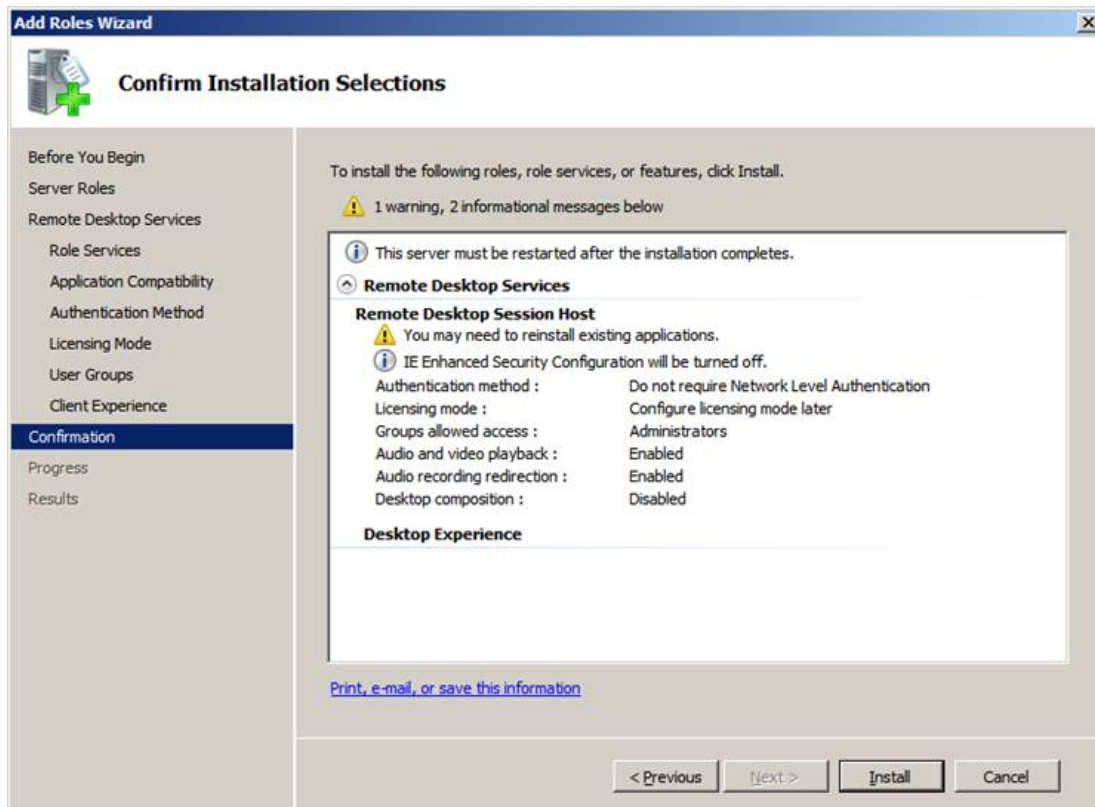 Add Roles Wizard
Confirm Installation Selections
Before You Begin
Server Roles
Remote Desktop Services
Role Services
Application Compatibility
Authentication Method
Licensing Mode
User Groups
Client Experience
Confirmation
Progress
Results
To install the following roles, role services, or features, click Install.
1 warning, 2 informational messages below
This server must be restarted after the installation completes.
Remote Desktop Services
Remote Desktop Session Host
You may need to reinstall existing applications.
IE Enhanced Security Configuration will be turned off.
Authentication method : Do not require Network Level Authentication
Licensing mode : Configure licensing mode later
Groups allowed access : Administrators
Audio and video playback : Enabled
Audio recording redirection : Enabled
Desktop composition : Disabled
Desktop Experience
Print, e-mail, or save this information
< Previous Next > Install Cancel